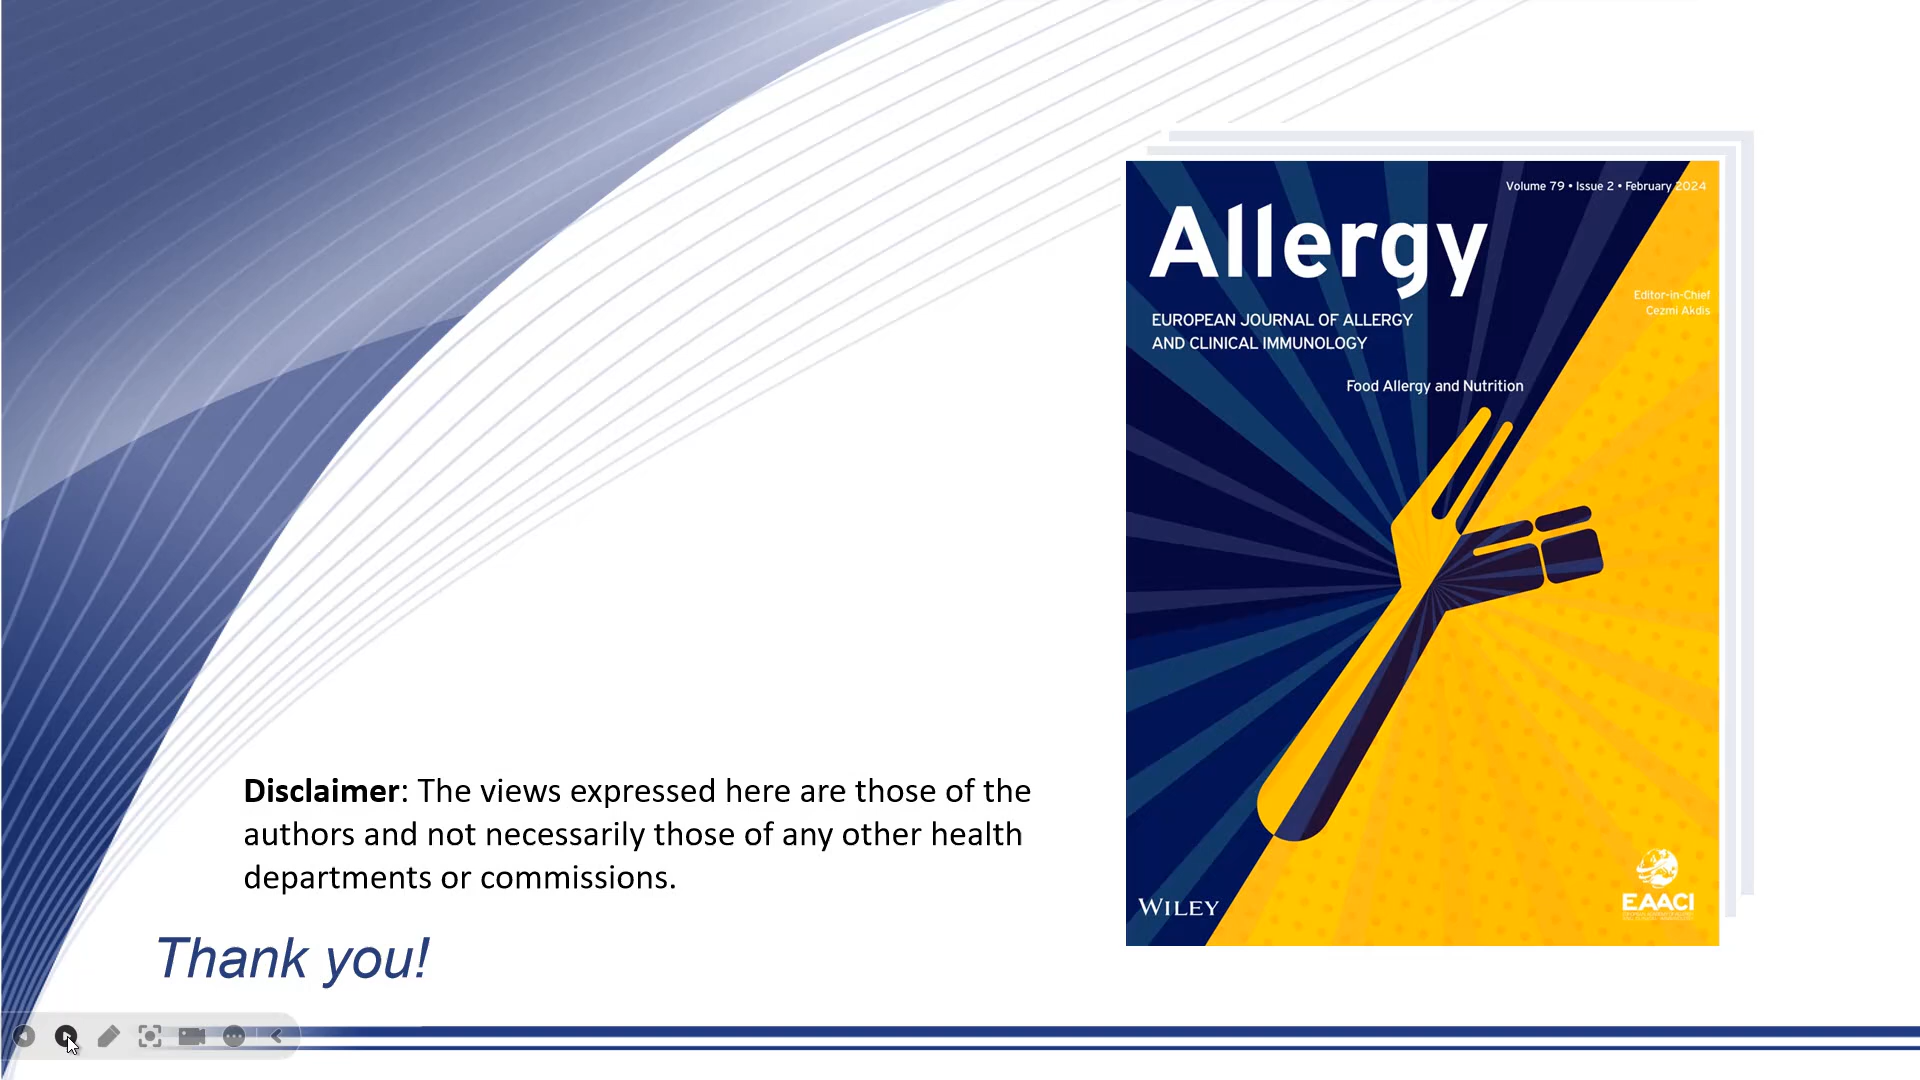 Volume 79 • Issue 2 • February 2024
Allergy
Editor-in-Chief
Cezmi Akdis
EUROPEAN JOURNAL OF ALLERGY
AND CLINICAL IMMUNOLOGY
Food Allergy and Nutrition
Disclaimer: The views expressed here are those of the
authors and not necessarily those of any other health
departments or commissions.
WILEY
EAACI
Thank you!